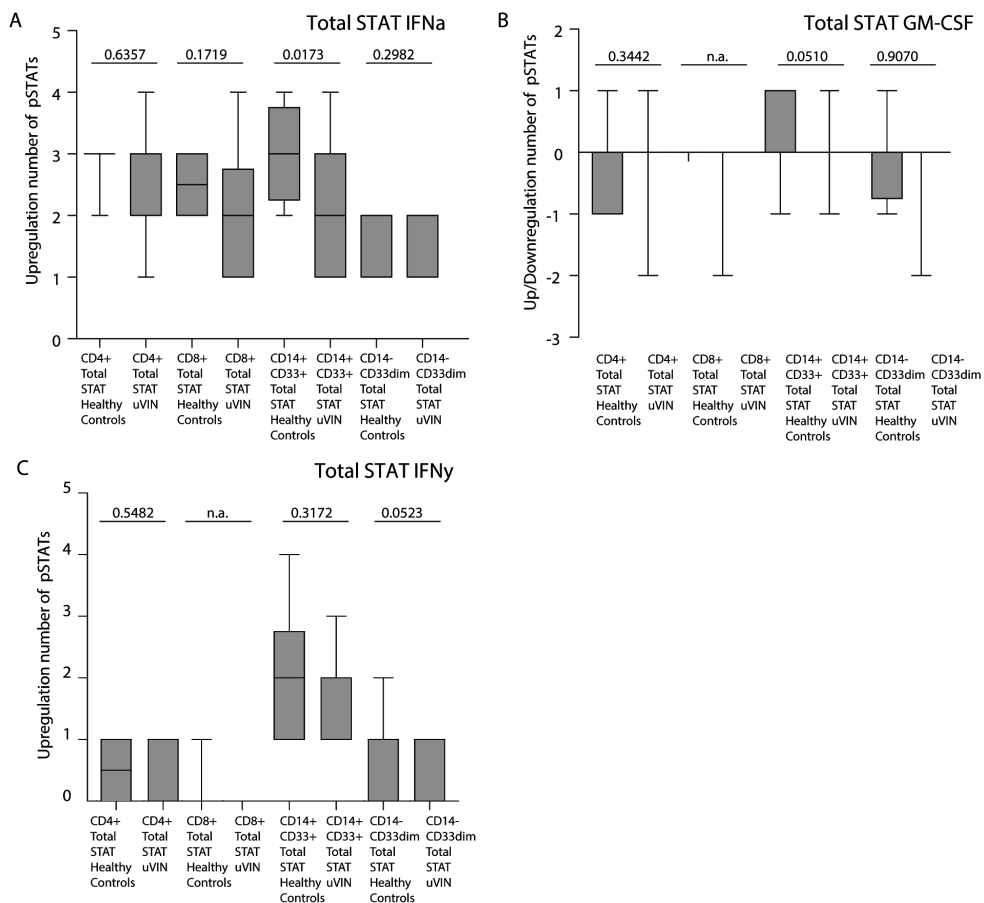 A
Total STAT IFNa
Upregulation number of pSTATs
5
4
3
2
1
0
0.6357
0.1719
0.0173
0.2982
CD4+
Total
STAT
Healthy
Controls
CD4+
Total
STAT
uVIN
CD8+
Total
STAT
Healthy
Controls
CD8+
Total
STAT
uVIN
CD14+
CD33+
Total
STAT
Healthy
Controls
CD14+
CD33+
Total
STAT
uVIN
CD14-
CD33dim
Total
STAT
Healthy
Controls
CD14-
CD33dim
Total
STAT
uVIN
B
Total STAT GM-CSF
Up/Downregulation number of pSTATs
2
1
0
-1
-2
-3
0.3442
n.a.
0.0510
0.9070
CD4+
Total
STAT
Healthy
Controls
CD4+
Total
STAT
uVIN
CD8+
Total
STAT
Healthy
Controls
CD8+
Total
STAT
uVIN
CD14+
CD33+
Total
STAT
Healthy
Controls
CD14+
CD33+
Total
STAT
uVIN
CD14-
CD33dim
Total
STAT
Healthy
Controls
CD14-
CD33dim
Total
STAT
uVIN
C
Total STAT IFNy
Upregulation number of pSTATs
5
4
3
2
1
0
0.5482
n.a.
0.3172
0.0523
CD4+
Total
STAT
Healthy
Controls
CD4+
Total
STAT
uVIN
CD8+
Total
STAT
Healthy
Controls
CD8+
Total
STAT
uVIN
CD14+
CD33+
Total
STAT
Healthy
Controls
CD14+
CD33+
Total
STAT
uVIN
CD14-
CD33dim
Total
STAT
Healthy
Controls
CD14-
CD33dim
Total
STAT
uVIN